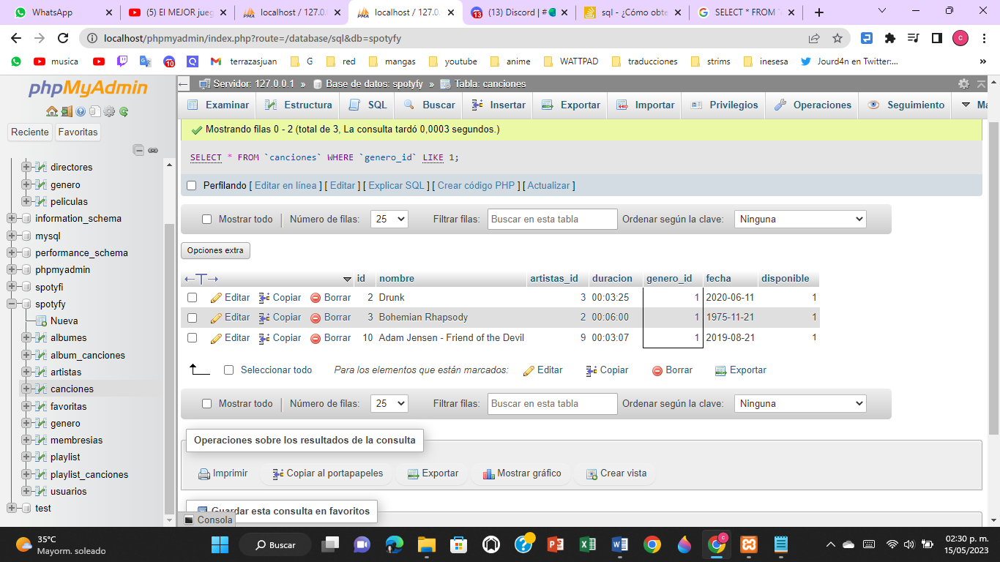 WhatsApp
(5) El MEJOR jueg
localhost / 127.0.
localhost / 127.0.
(13) Discord | #
sql - ¿Cómo obte
SELECT * FROM
localhost/phpmyadmin/index.php?route=/database/sql&db=spotyfy
musica
terrazasjuan
G
red
mangas
youtube
anime
WATTPAD
traducciones
strims
inesesa
Jourd4n en Twitter:...
phpMyAdmin
Reciente Favoritas
directores
genero
peliculas
information_schema
mysql
performance_schema
phpmyadmin
spotyfi
spotyfy
Nueva
albumes
album_canciones
artistas
canciones
favoritas
genero
membresias
playlist
playlist_canciones
usuarios
test
Servidor: 127.0.0.1 » Base de datos: spotyfy » Tabla: canciones
Examinar Estructura SQL Buscar Insertar Exportar Importar Privilegios Operaciones Seguimiento Má
Mostrando filas 0 - 2 (total de 3, La consulta tardó 0,0003 segundos.)
SELECT * FROM `canciones` WHERE `genero_id` LIKE 1;
Perfilando [ Editar en línea ] [ Editar ] [ Explicar SQL ] [ Crear código PHP ] [ Actualizar ]
Mostrar todo | Número de filas: 25 Filtrar filas: Buscar en esta tabla Ordenar según la clave: Ninguna
Opciones extra
id nombre artistas_id duracion genero_id fecha disponible
Editar Copiar Borrar 2 Drunk 3 00:03:25 1 2020-06-11 1
Editar Copiar Borrar 3 Bohemian Rhapsody 2 00:06:00 1 1975-11-21 1
Editar Copiar Borrar 10 Adam Jensen - Friend of the Devil 9 00:03:07 1 2019-08-21 1
Seleccionar todo Para los elementos que están marcados: Editar Copiar Borrar Exportar
Mostrar todo | Número de filas: 25 Filtrar filas: Buscar en esta tabla Ordenar según la clave: Ninguna
Operaciones sobre los resultados de la consulta
Imprimir Copiar al portapapeles Exportar Mostrar gráfico Crear vista
Guardar esta consulta en favoritos
Consola
35°C
Mayorm. soleado
Buscar
02:30 p. m.
15/05/2023